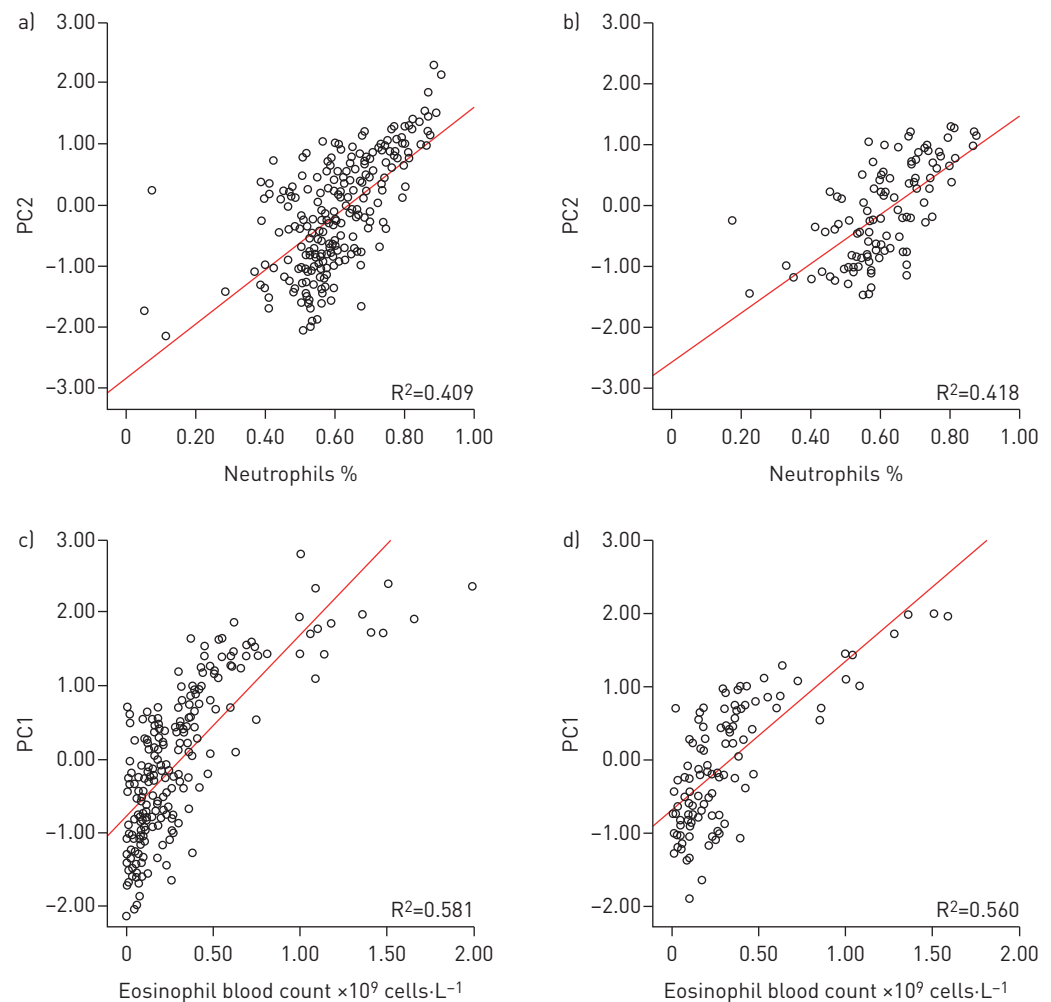 a)
3.00
2.00
1.00
0.00
–1.00
–2.00
–3.00
PC2
0 0.20 0.40 0.60 0.80 1.00
Neutrophils %
R²=0.409
b)
3.00
2.00
1.00
0.00
–1.00
–2.00
–3.00
PC2
0 0.20 0.40 0.60 0.80 1.00
Neutrophils %
R²=0.418
c)
3.00
2.00
1.00
0.00
–1.00
–2.00
PC1
0 0.50 1.00 1.50 2.00
Eosinophil blood count ×10⁹ cells·L⁻¹
R²=0.581
d)
3.00
2.00
1.00
0.00
–1.00
–2.00
PC1
0 0.50 1.00 1.50 2.00
Eosinophil blood count ×10⁹ cells·L⁻¹
R²=0.560